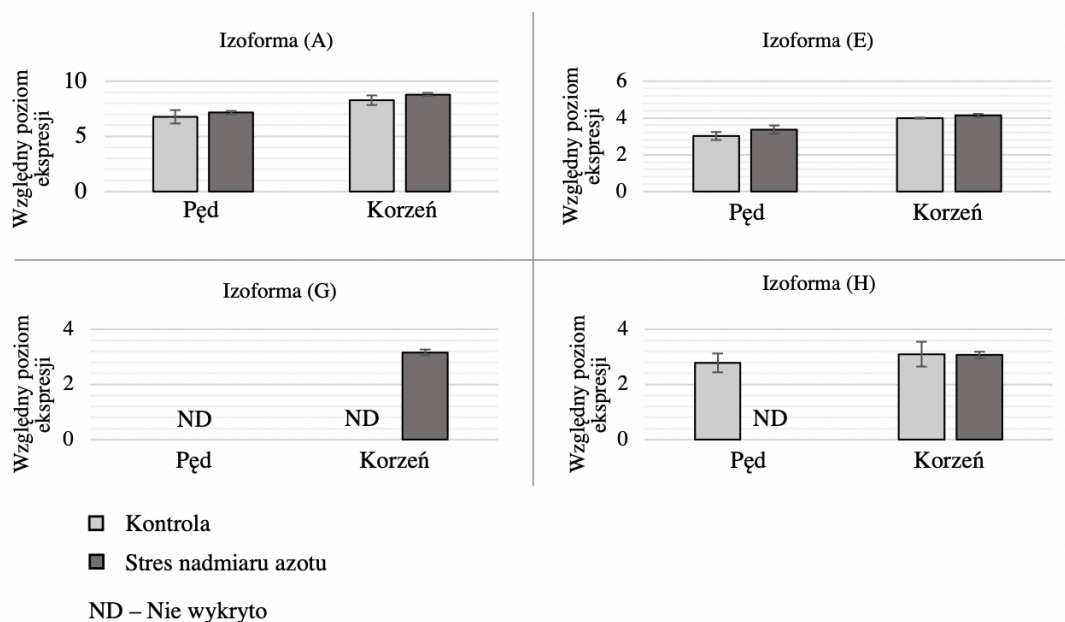 Izoforma (A)
Względny poziom
ekspresji
10
5
0
Pęd
Korzeń
Izoforma (E)
Względny poziom
ekspresji
6
4
2
0
Pęd
Korzeń
Izoforma (G)
Względny poziom
ekspresji
4
2
0
ND
ND
Pęd
Korzeń
Izoforma (H)
Względny poziom
ekspresji
4
2
0
ND
Pęd
Korzeń
Kontrola
Stres nadmiaru azotu
ND – Nie wykryto